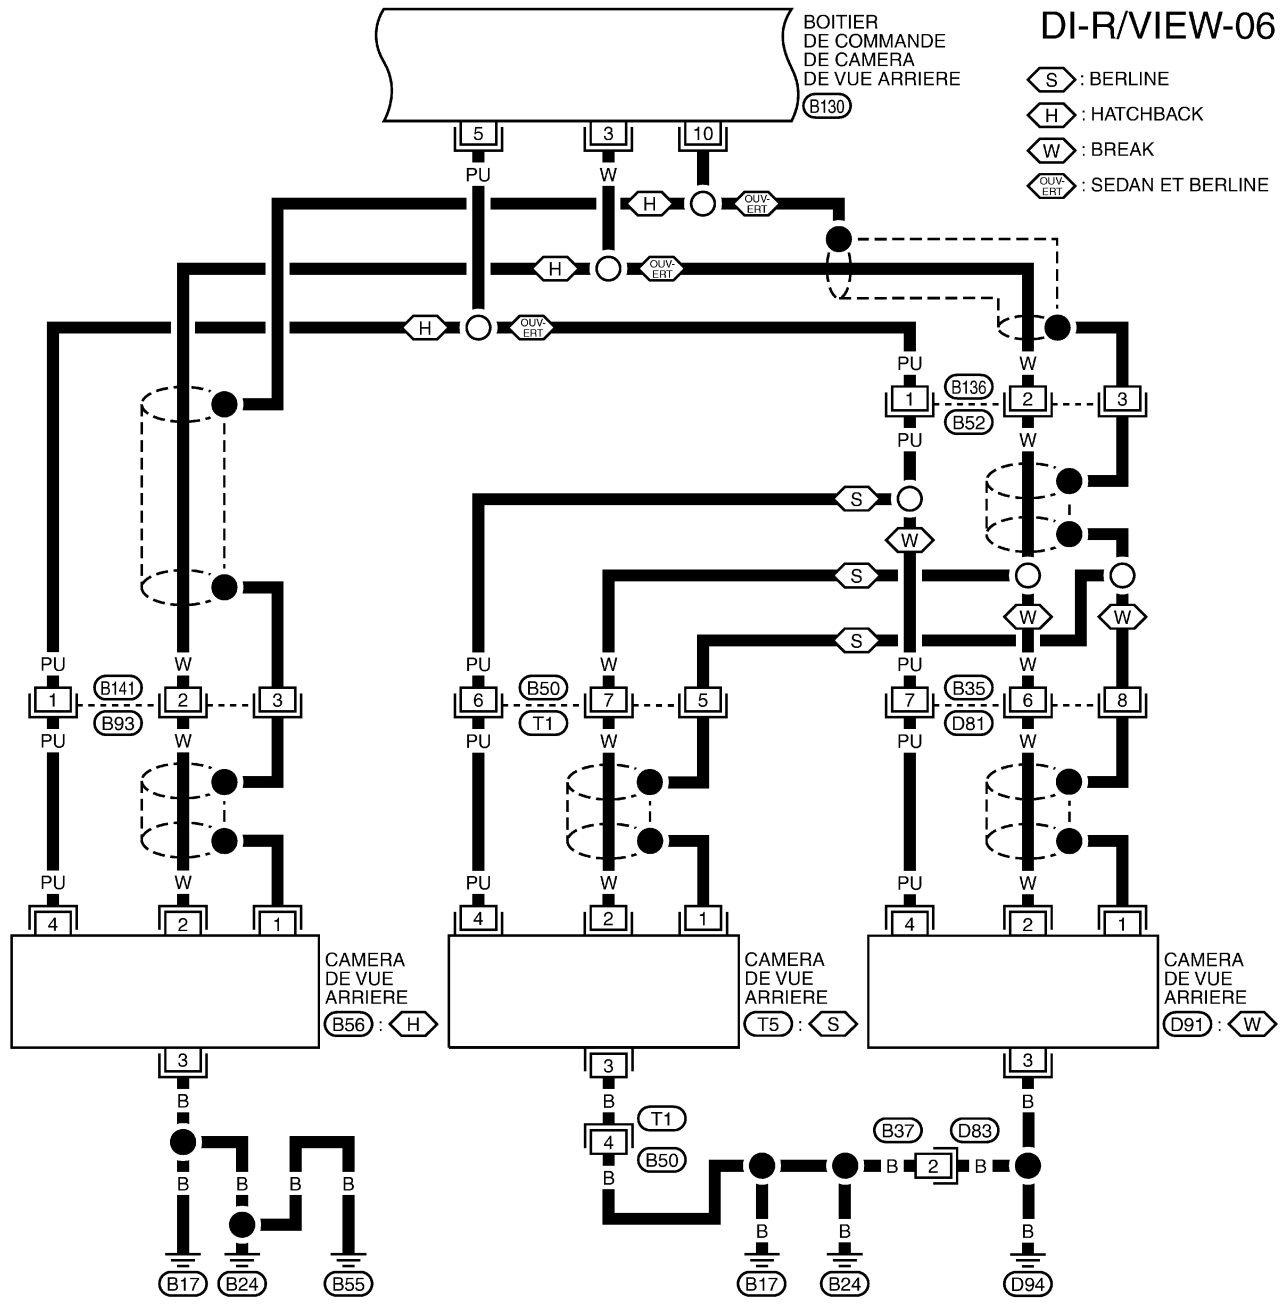 DI-R/VIEW-06
BOITIER
DE COMMANDE
DE CAMERA
DE VUE ARRIERE
B130
S : BERLINE
H : HATCHBACK
W : BREAK
OUV-
ERT : SEDAN ET BERLINE
5 3 10
PU W
H OUV-
ERT
H OUV-
ERT
H OUV-
ERT
PU W
1 B136 2 3
B52
PU W
S
W
S
W W
S
PU W PU W PU W
1 B141 2 3 6 B50 7 5 7 B35 6 8
B93 T1 D81
PU W PU W PU W
PU W PU W PU W
4 2 1 4 2 1 4 2 1
CAMERA
DE VUE
ARRIERE
B56 : H
CAMERA
DE VUE
ARRIERE
T5 : S
CAMERA
DE VUE
ARRIERE
D91 : W
3 3 3
B B B
T1
4
B50
B37 D83
B 2 B
B B B B B
B B B
B17 B24 B55 B17 B24 D94